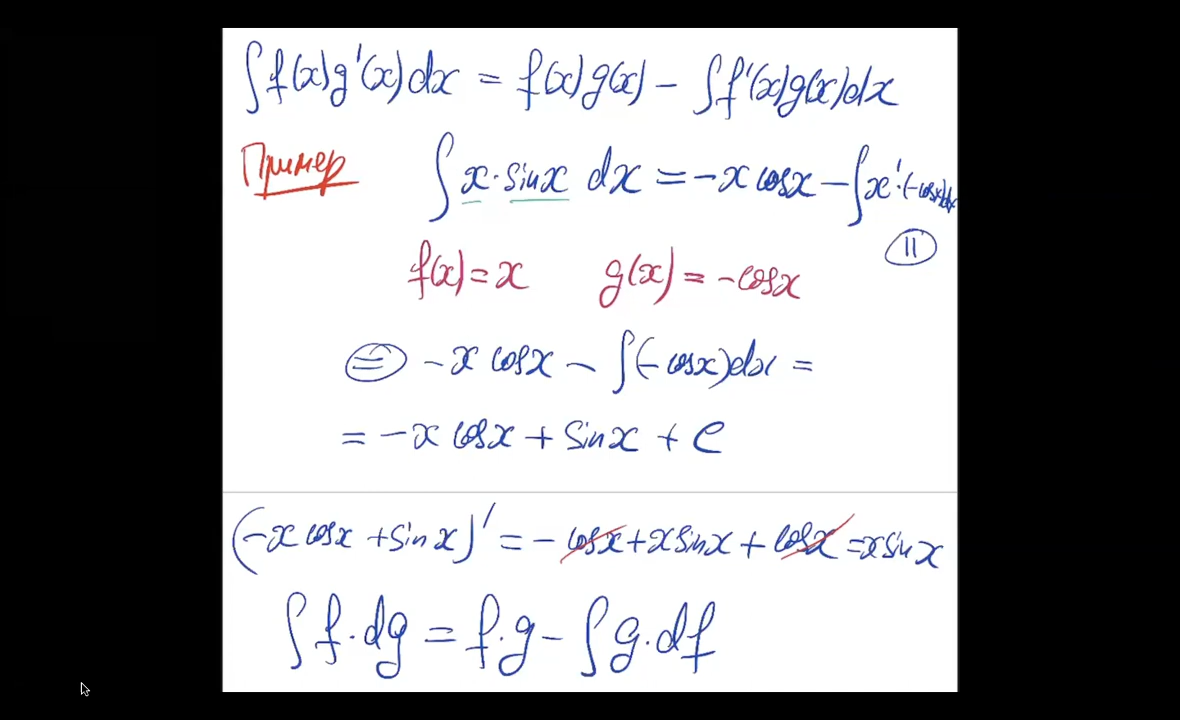 ∫f(x)g'(x)dx = f(x)g(x) − ∫f'(x)g(x)dx
Пример ∫x·sinx dx = −x cosx − ∫x'·(−cosx)dx
=
f(x)=x g(x)= −cosx
= −x cosx − ∫(−cosx)dx =
= −x cosx + sinx + C
(−x cosx + sinx)' = −cosx + x sinx + cosx = x sinx
∫f·dg = f·g − ∫g·df